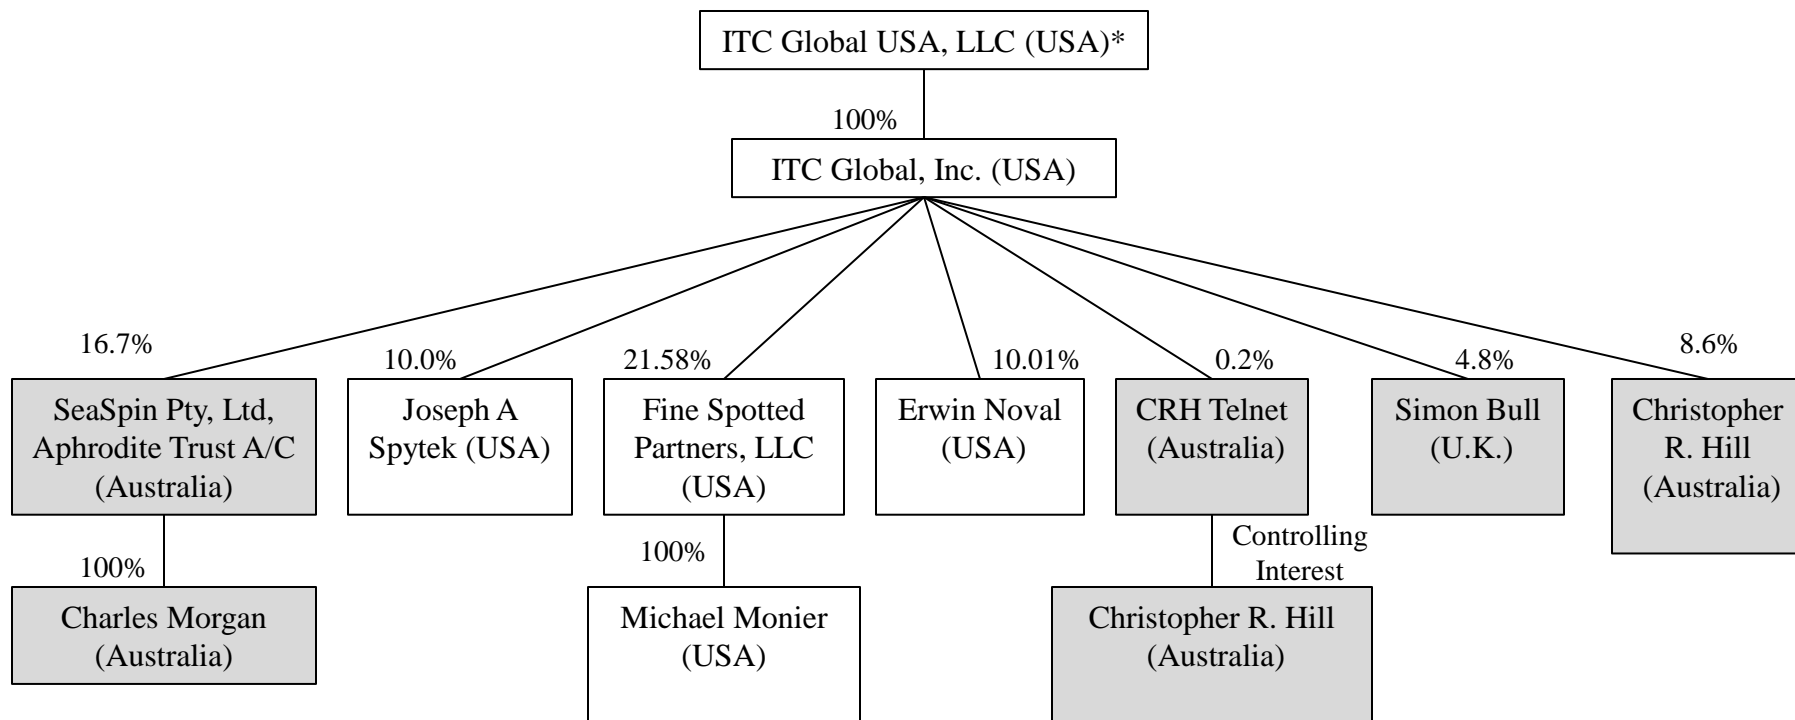 ITC Global USA, LLC (USA)*
100%
ITC Global, Inc. (USA)
16.7%
10.0%
21.58%
10.01%
0.2%
4.8%
8.6%
SeaSpin Pty, Ltd,
Aphrodite Trust A/C
(Australia)
Joseph A
Spytek (USA)
Fine Spotted
Partners, LLC
(USA)
Erwin Noval
(USA)
CRH Telnet
(Australia)
Simon Bull
(U.K.)
Christopher
R. Hill
(Australia)
100%
100%
Controlling
Interest
Charles Morgan
(Australia)
Michael Monier
(USA)
Christopher R. Hill
(Australia)